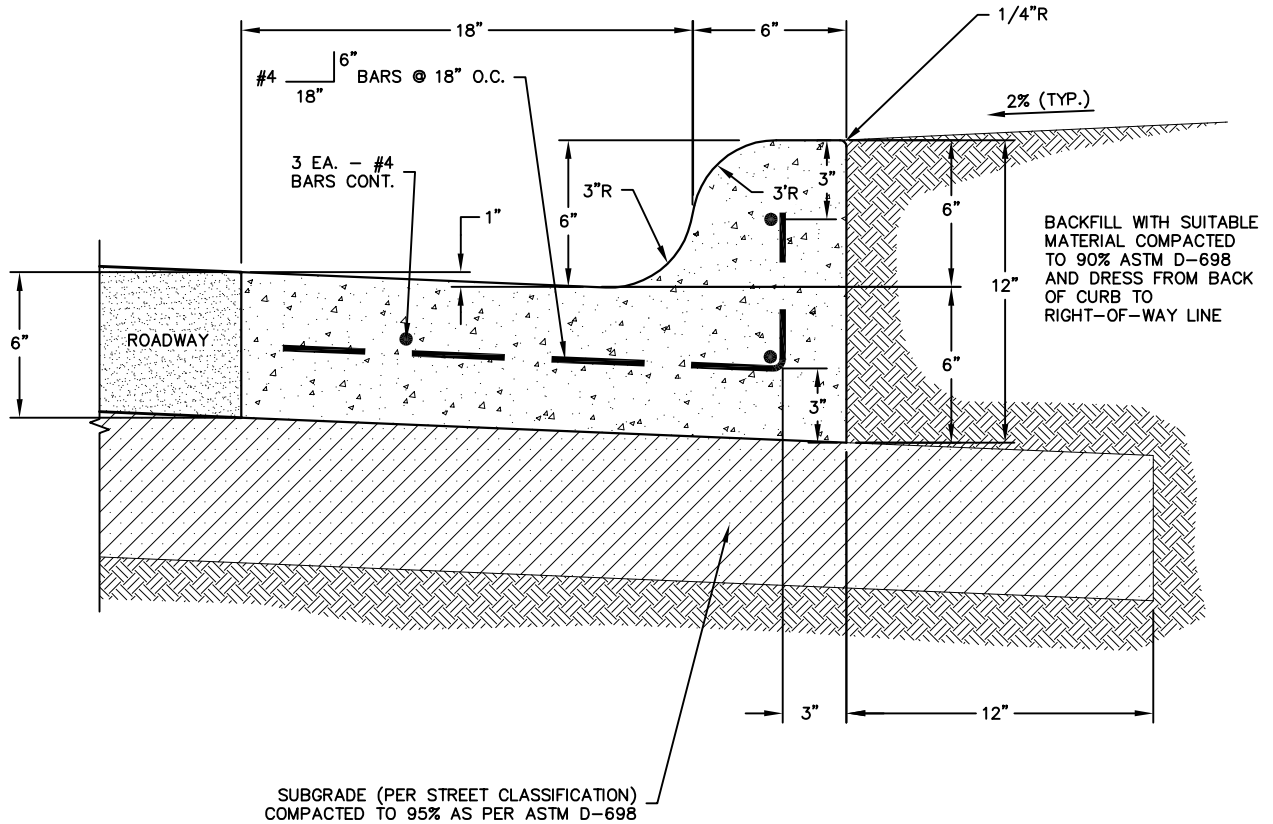 18"
6"
1/4"R
#4
6"
18"
BARS @ 18" O.C.
2% (TYP.)
3 EA. - #4
BARS CONT.
1"
3"R
6"
3'R
3"
6"
12"
6"
BACKFILL WITH SUITABLE
MATERIAL COMPACTED
TO 90% ASTM D-698
AND DRESS FROM BACK
OF CURB TO
RIGHT-OF-WAY LINE
6"
ROADWAY
3"
3"
12"
SUBGRADE (PER STREET CLASSIFICATION)
COMPACTED TO 95% AS PER ASTM D-698